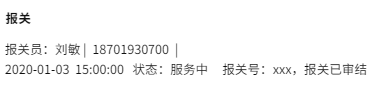 报关
报关员：刘敏 | 18701930700 |
2020-01-03 15:00:00 状态：服务中 报关号：xxx，报关已审结